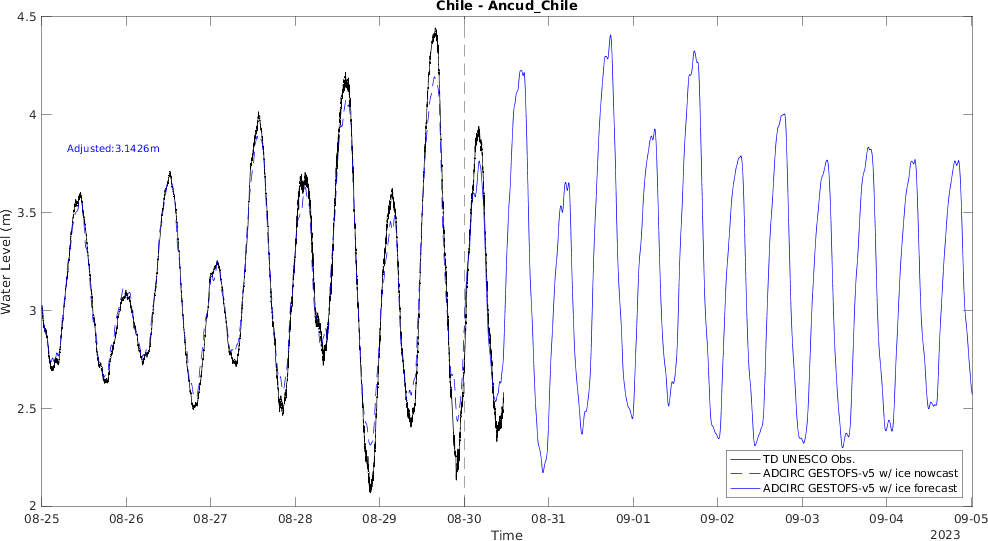 Chile - Ancud_Chile
4.5
4
3.5
3
2.5
2
Water Level (m)
Adjusted:3.1426m
TD UNESCO Obs.
ADCIRC GESTOFS-v5 w/ ice nowcast
ADCIRC GESTOFS-v5 w/ ice forecast
08-25 08-26 08-27 08-28 08-29 08-30 08-31 09-01 09-02 09-03 09-04 09-05
Time
2023